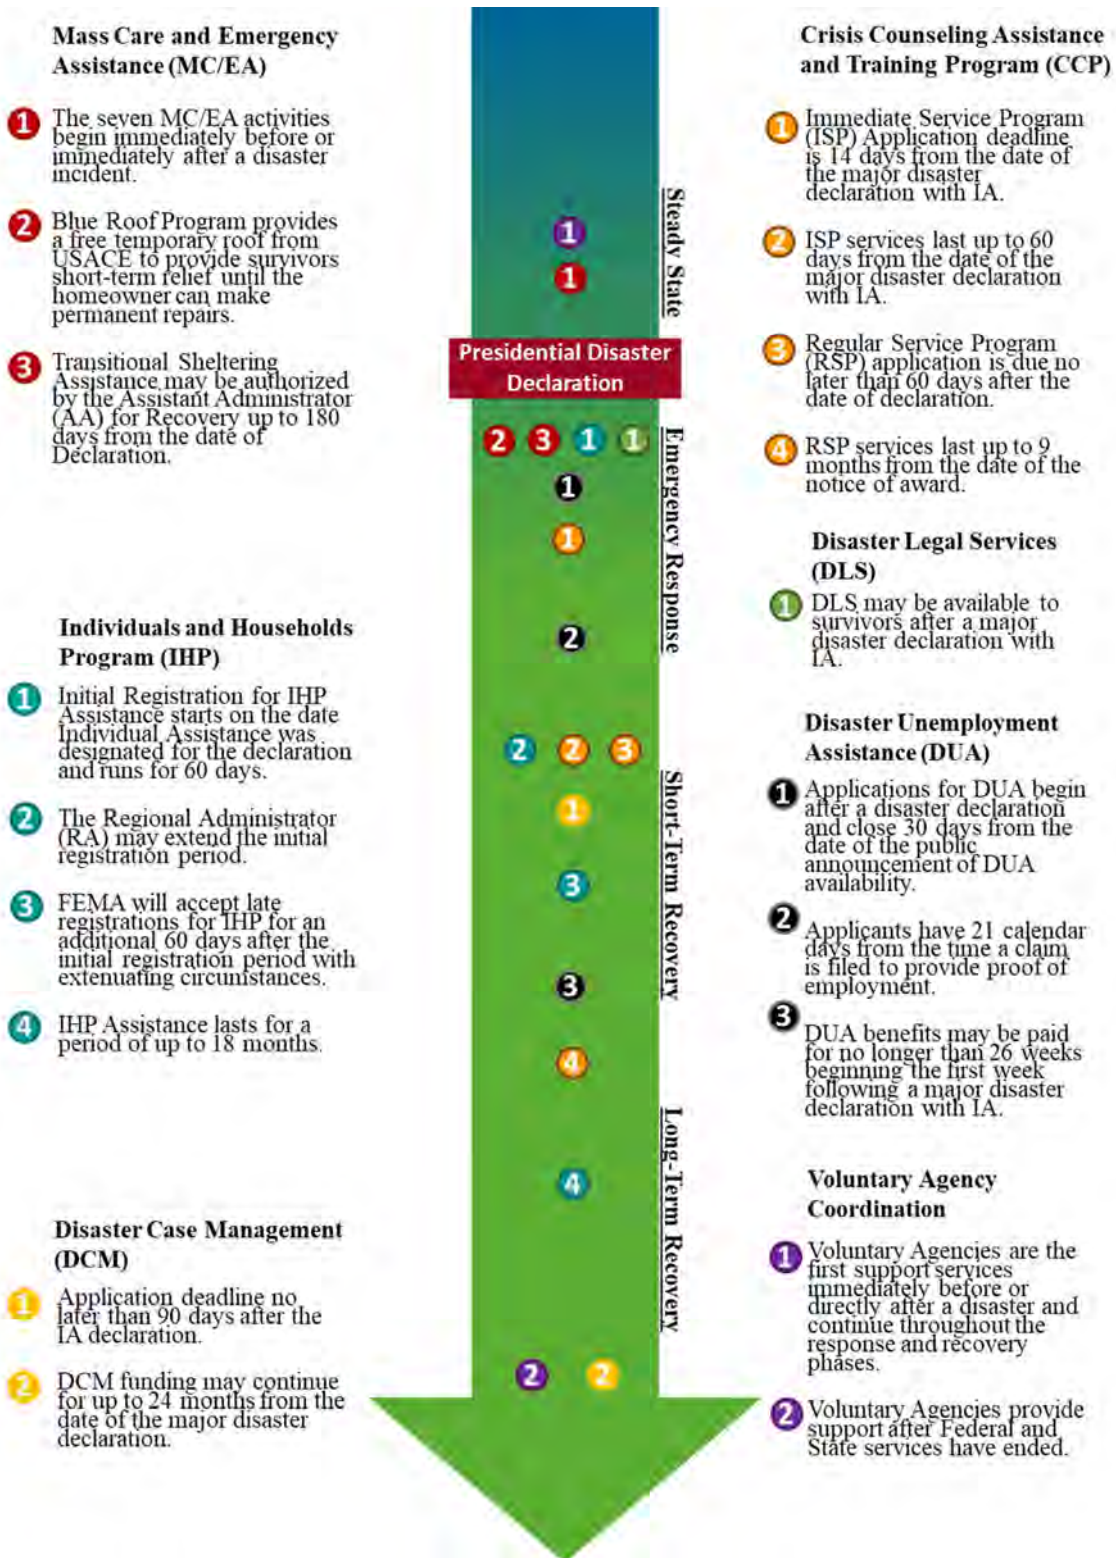 Mass Care and Emergency
Assistance (MC/EA)
1 The seven MC/EA activities
begin immediately before or
immediately after a disaster
incident.
2 Blue Roof Program provides
a free temporary roof from
USACE to provide survivors
short-term relief until the
homeowner can make
permanent repairs.
3 Transitional Sheltering
Assistance may be authorized
by the Assistant Administrator
(AA) for Recovery up to 180
days from the date of
Declaration.
Individuals and Households
Program (IHP)
1 Initial Registration for IHP
Assistance starts on the date
Individual Assistance was
designated for the declaration
and runs for 60 days.
2 The Regional Administrator
(RA) may extend the initial
registration period.
3 FEMA will accept late
registrations for IHP for an
additional 60 days after the
initial registration period with
extenuating circumstances.
4 IHP Assistance lasts for a
period of up to 18 months.
Disaster Case Management
(DCM)
1 Application deadline no
later than 90 days after the
IA declaration.
2 DCM funding may continue
for up to 24 months from the
date of the major disaster
declaration.
Steady State
1
1
Presidential Disaster
Declaration
Emergency Response
2 3 1 1
1
1
2
2 2 3
Short-Term Recovery
1
3
3
4
Long-Term Recovery
4
2 2
Crisis Counseling Assistance
and Training Program (CCP)
1 Immediate Service Program
(ISP) Application deadline
is 14 days from the date of
the major disaster
declaration with IA.
2 ISP services last up to 60
days from the date of the
major disaster declaration
with IA.
3 Regular Service Program
(RSP) application is due no
later than 60 days after the
date of declaration.
4 RSP services last up to 9
months from the date of the
notice of award.
Disaster Legal Services
(DLS)
1 DLS may be available to
survivors after a major
disaster declaration with
IA.
Disaster Unemployment
Assistance (DUA)
1 Applications for DUA begin
after a disaster declaration
and close 30 days from the
date of the public
announcement of DUA
availability.
2 Applicants have 21 calendar
days from the time a claim
is filed to provide proof of
employment.
3 DUA benefits may be paid
for no longer than 26 weeks
beginning the first week
following a major disaster
declaration with IA.
Voluntary Agency
Coordination
1 Voluntary Agencies are the
first support services
immediately before or
directly after a disaster and
continue throughout the
response and recovery
phases.
2 Voluntary Agencies provide
support after Federal and
State services have ended.